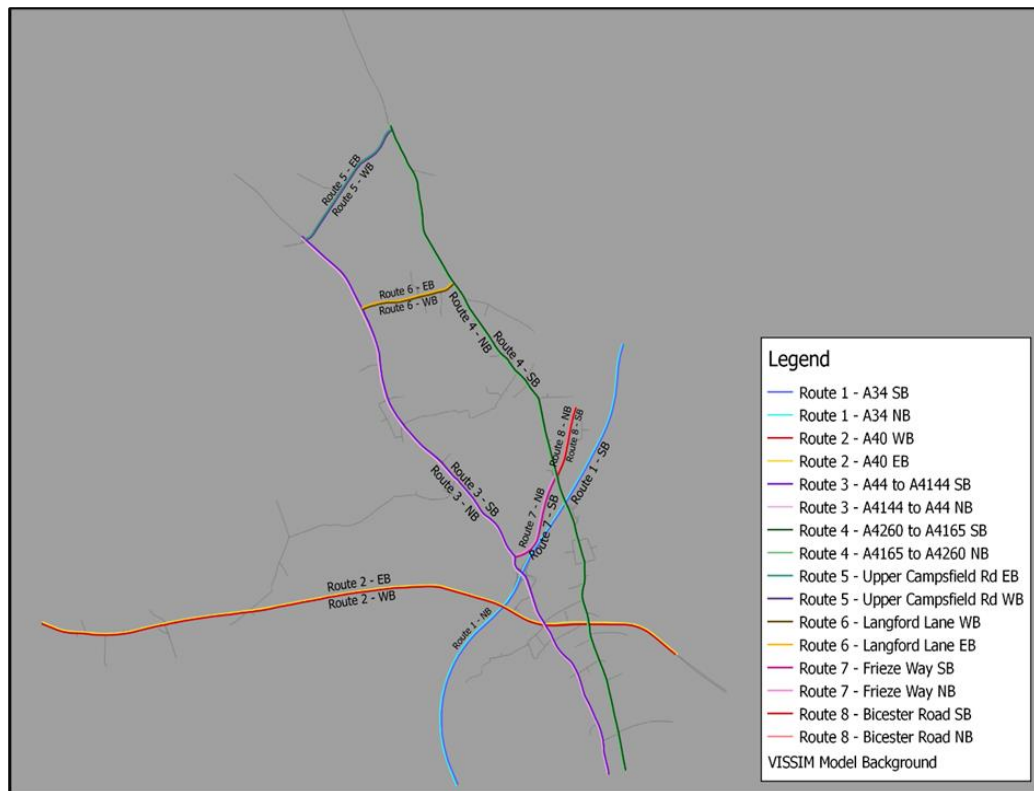 Route 5 - EB
Route 5 - WB
Route 6 - EB
Route 6 - WB
Route 4 - NB
Route 4 - SB
Route 8 - NB
Route 8 - SB
Route 1 - SB
Route 3 - SB
Route 3 - NB
Route 7 - NB
Route 7 - SB
Route 2 - EB
Route 2 - WB
Route 1 - NB
Legend
Route 1 - A34 SB
Route 1 - A34 NB
Route 2 - A40 WB
Route 2 - A40 EB
Route 3 - A44 to A4144 SB
Route 3 - A4144 to A44 NB
Route 4 - A4260 to A4165 SB
Route 4 - A4165 to A4260 NB
Route 5 - Upper Campsfield Rd EB
Route 5 - Upper Campsfield Rd WB
Route 6 - Langford Lane WB
Route 6 - Langford Lane EB
Route 7 - Frieze Way SB
Route 7 - Frieze Way NB
Route 8 - Bicester Road SB
Route 8 - Bicester Road NB
VISSIM Model Background